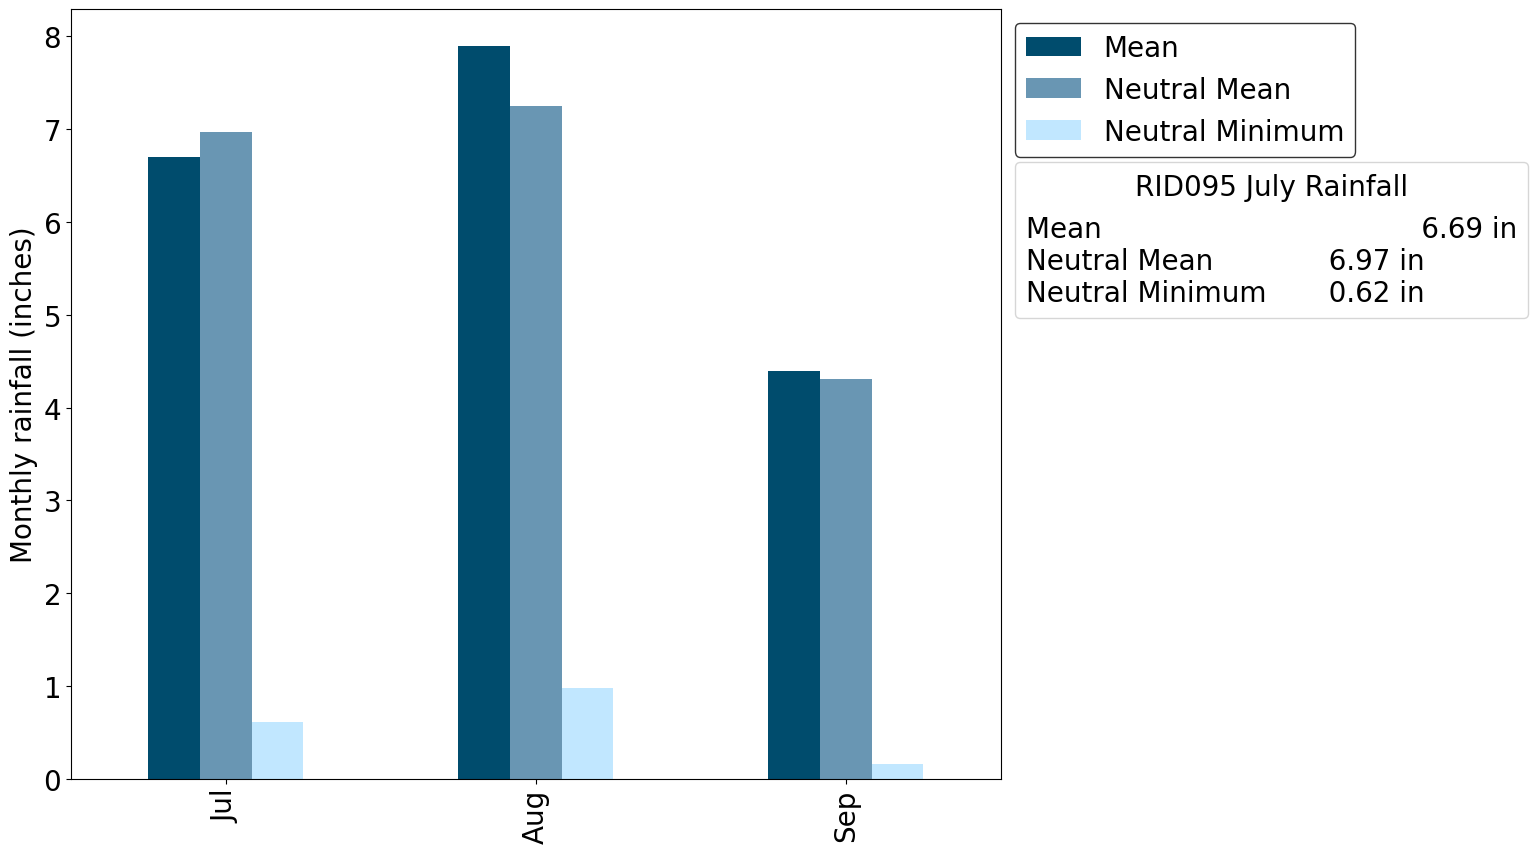 Monthly rainfall (inches)
8
7
6
5
4
3
2
1
0
Jul
Aug
Sep
Mean
Neutral Mean
Neutral Minimum
RID095 July Rainfall
Mean 6.69 in
Neutral Mean 6.97 in
Neutral Minimum 0.62 in